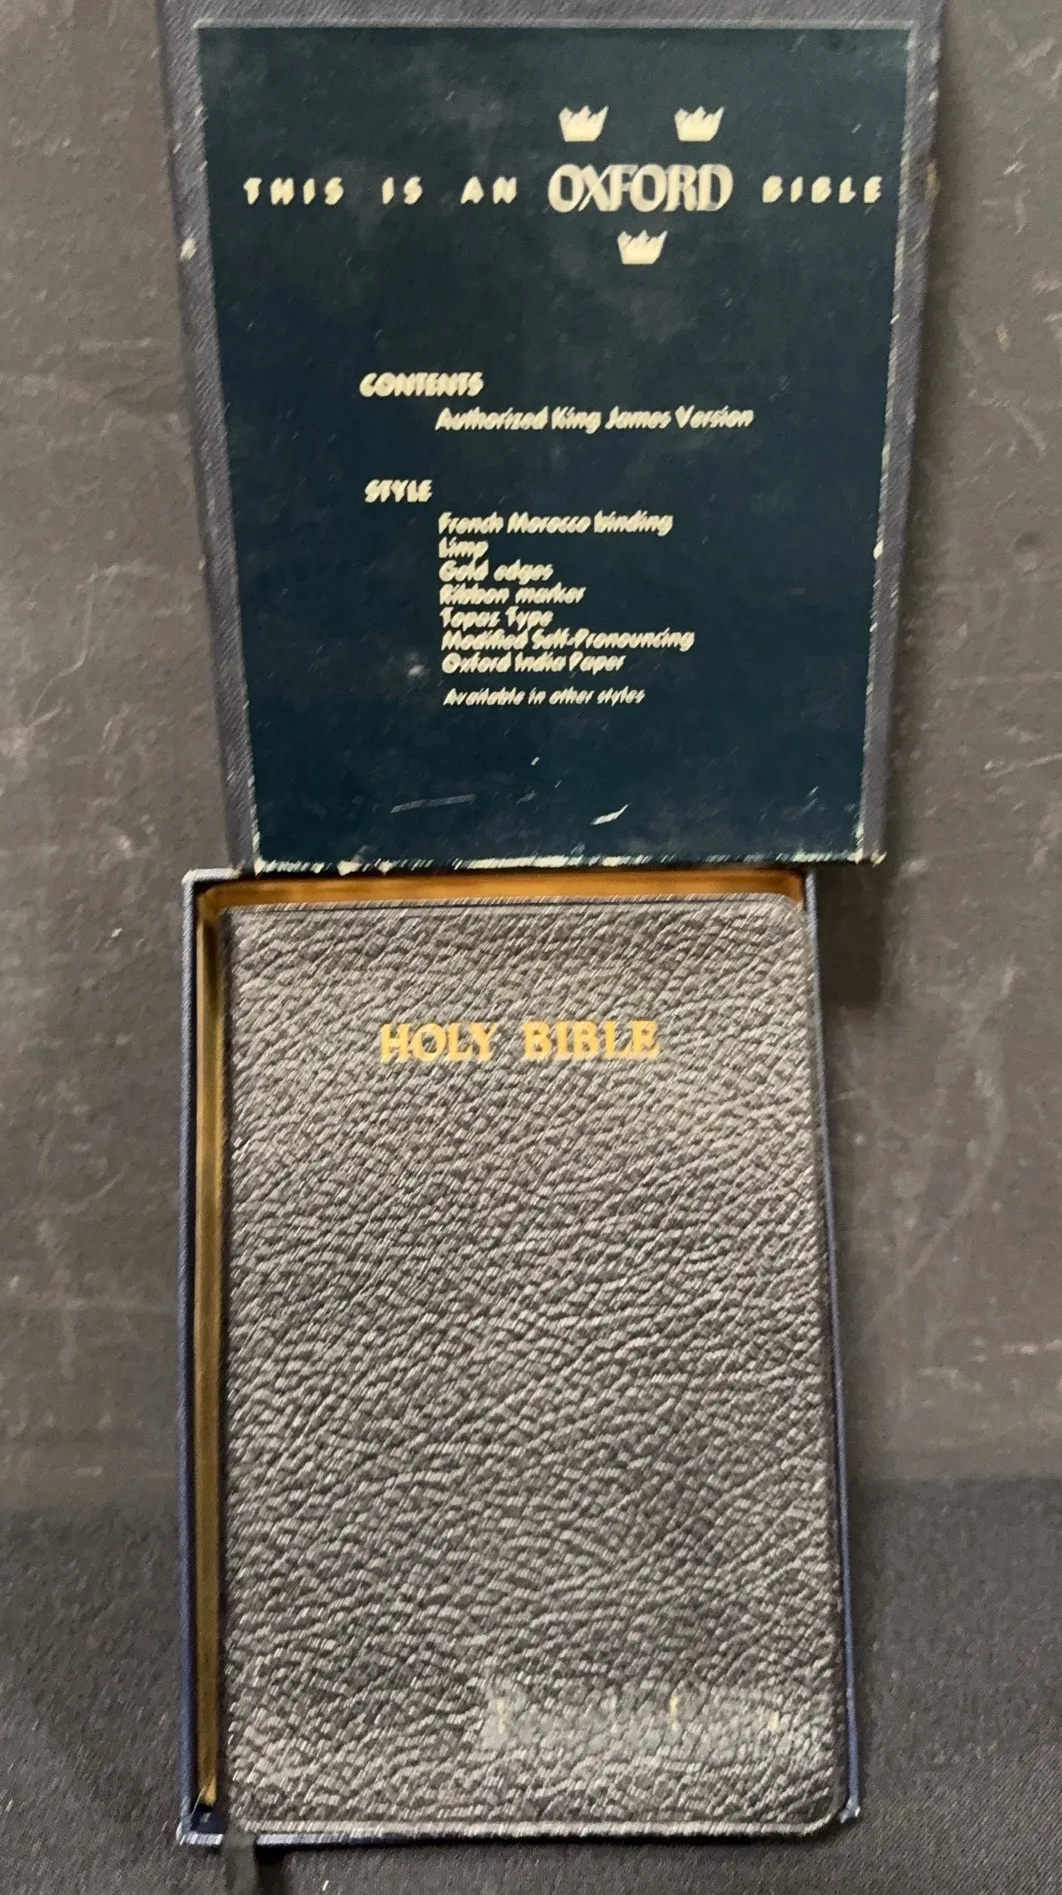 THIS IS AN OXFORD BIBLE
CONTENTS
Authorized King James Version
STYLE
French Morocco binding
Limp
Gold edges
Ribbon marker
Topaz Type
Modified Self-Pronouncing
Oxford India Paper
Available in other styles
HOLY BIBLE